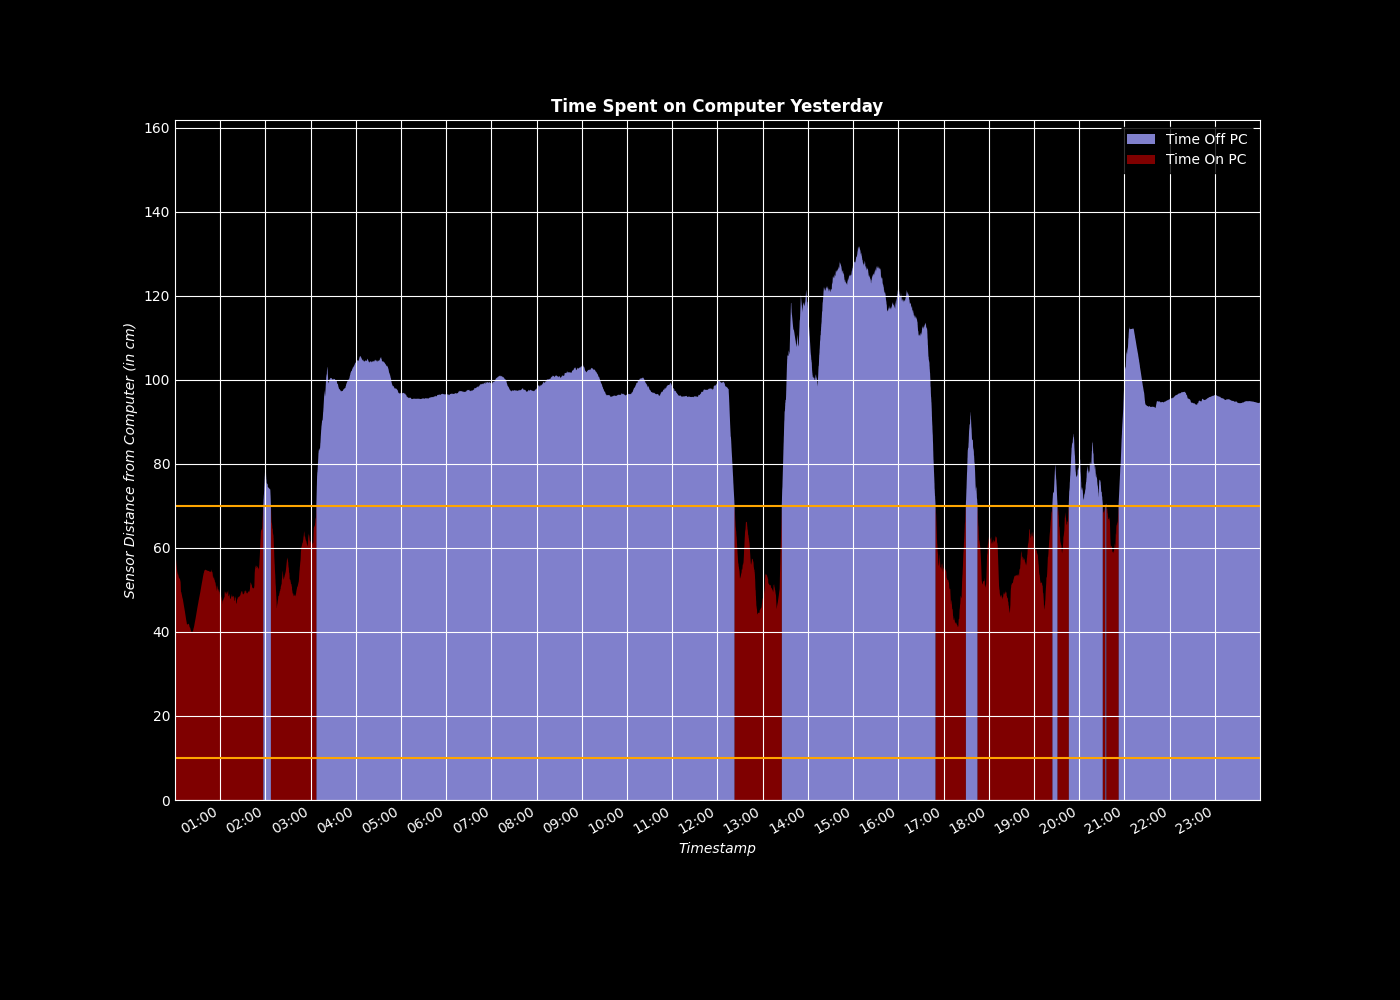 Time Spent on Computer Yesterday
Time Off PC
Time On PC
Sensor Distance from Computer (in cm)
160
140
120
100
80
60
40
20
0
01:00 02:00 03:00 04:00 05:00 06:00 07:00 08:00 09:00 10:00 11:00 12:00 13:00 14:00 15:00 16:00 17:00 18:00 19:00 20:00 21:00 22:00 23:00
Timestamp